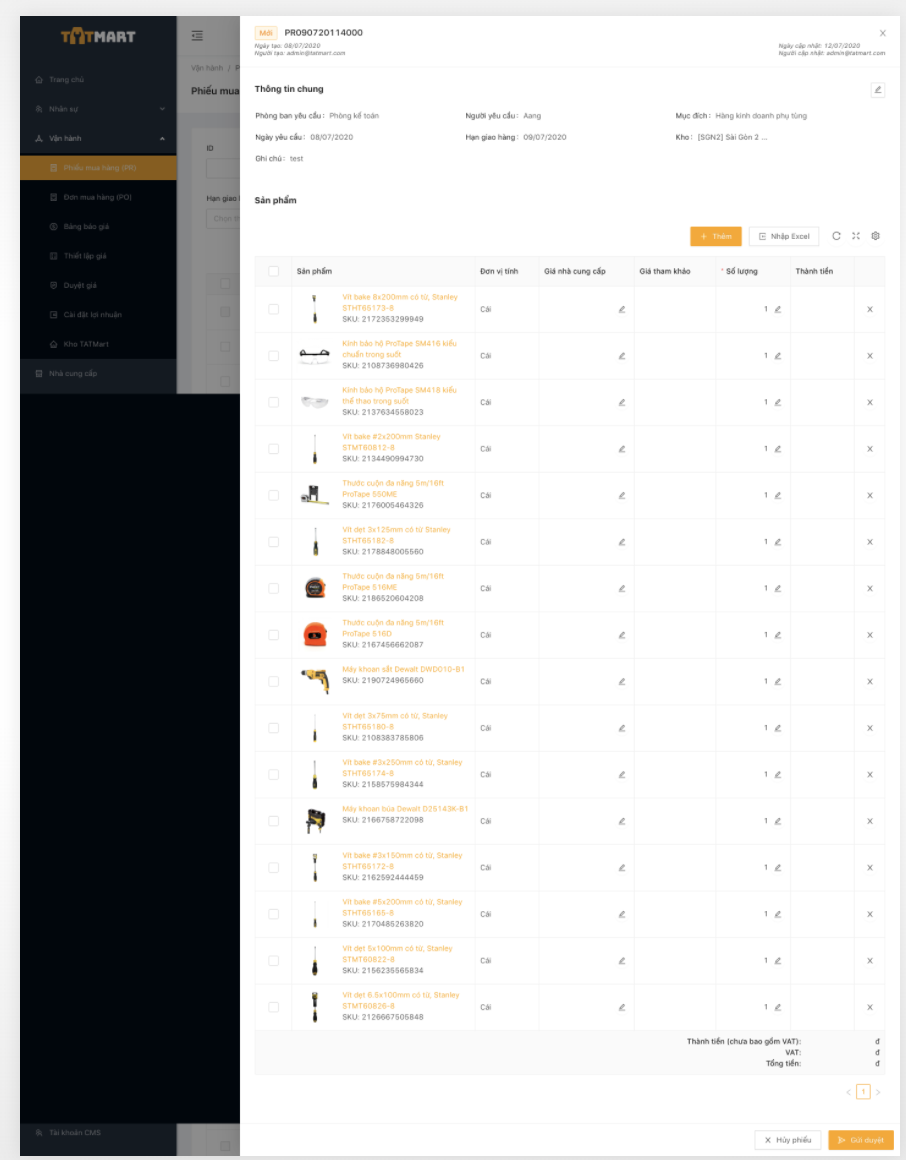 TATMART
Trang chủ
Nhân sự
Vận hành
Phiếu mua hàng (PR)
Đơn mua hàng (PO)
Bảng báo giá
Thiết lập giá
Duyệt giá
Cài đặt lợi nhuận
Kho TATMart
Nhà cung cấp
Tài khoản CMS
Vận hành / P
Phiếu mua
ID
Hạn giao
Chọn th
Mới PR090720114000
Ngày tạo: 08/07/2020
Người tạo: admin@tatmart.com
Ngày cập nhật: 12/07/2020
Người cập nhật: admin@tatmart.com
Thông tin chung
Phòng ban yêu cầu : Phòng kế toán
Người yêu cầu : Aang
Mục đích : Hàng kinh doanh phụ tùng
Ngày yêu cầu : 08/07/2020
Hạn giao hàng : 09/07/2020
Kho : [SGN2] Sài Gòn 2 ...
Ghi chú : test
Sản phẩm
+ Thêm
Nhập Excel
Sản phẩm Đơn vị tính Giá nhà cung cấp Giá tham khảo * Số lượng Thành tiền
Vít bake 8x200mm có từ, Stanley
STHT65173-8
SKU: 2172353299949
Cái 1 X
Kính bảo hộ ProTape SM416 kiểu
chuẩn trong suốt
SKU: 2108736980426
Cái 1 X
Kính bảo hộ ProTape SM418 kiểu
thể thao trong suốt
SKU: 2137634558023
Cái 1 X
Vít bake #2x200mm Stanley
STMT60812-8
SKU: 2134490994730
Cái 1 X
Thước cuộn đa năng 5m/16ft
ProTape 550ME
SKU: 2176005464326
Cái 1 X
Vít dẹt 3x125mm có từ Stanley
STHT65182-8
SKU: 2178848005560
Cái 1 X
Thước cuộn đa năng 5m/16ft
ProTape 516ME
SKU: 2186520604208
Cái 1 X
Thước cuộn đa năng 5m/16ft
ProTape 516D
SKU: 2167456662087
Cái 1 X
Máy khoan sắt Dewalt DWD010-B1
SKU: 2190724965660
Cái 1 X
Vít dẹt 3x75mm có từ, Stanley
STHT65180-8
SKU: 2108383785806
Cái 1 X
Vít bake #3x250mm có từ, Stanley
STHT65174-8
SKU: 2158575984344
Cái 1 X
Máy khoan búa Dewalt D25143K-B1
SKU: 2166758722098
Cái 1 X
Vít bake #3x150mm có từ, Stanley
STHT65172-8
SKU: 2162592444459
Cái 1 X
Vít bake #5x200mm có từ, Stanley
STHT65165-8
SKU: 2170485263820
Cái 1 X
Vít dẹt 5x100mm có từ, Stanley
STMT60822-8
SKU: 2156235565834
Cái 1 X
Vít dẹt 6.5x100mm có từ, Stanley
STMT60826-8
SKU: 2126667505848
Cái 1 X
Thành tiền (chưa bao gồm VAT): đ
VAT: đ
Tổng tiền: đ
< 1 >
X Hủy phiếu
Gửi duyệt